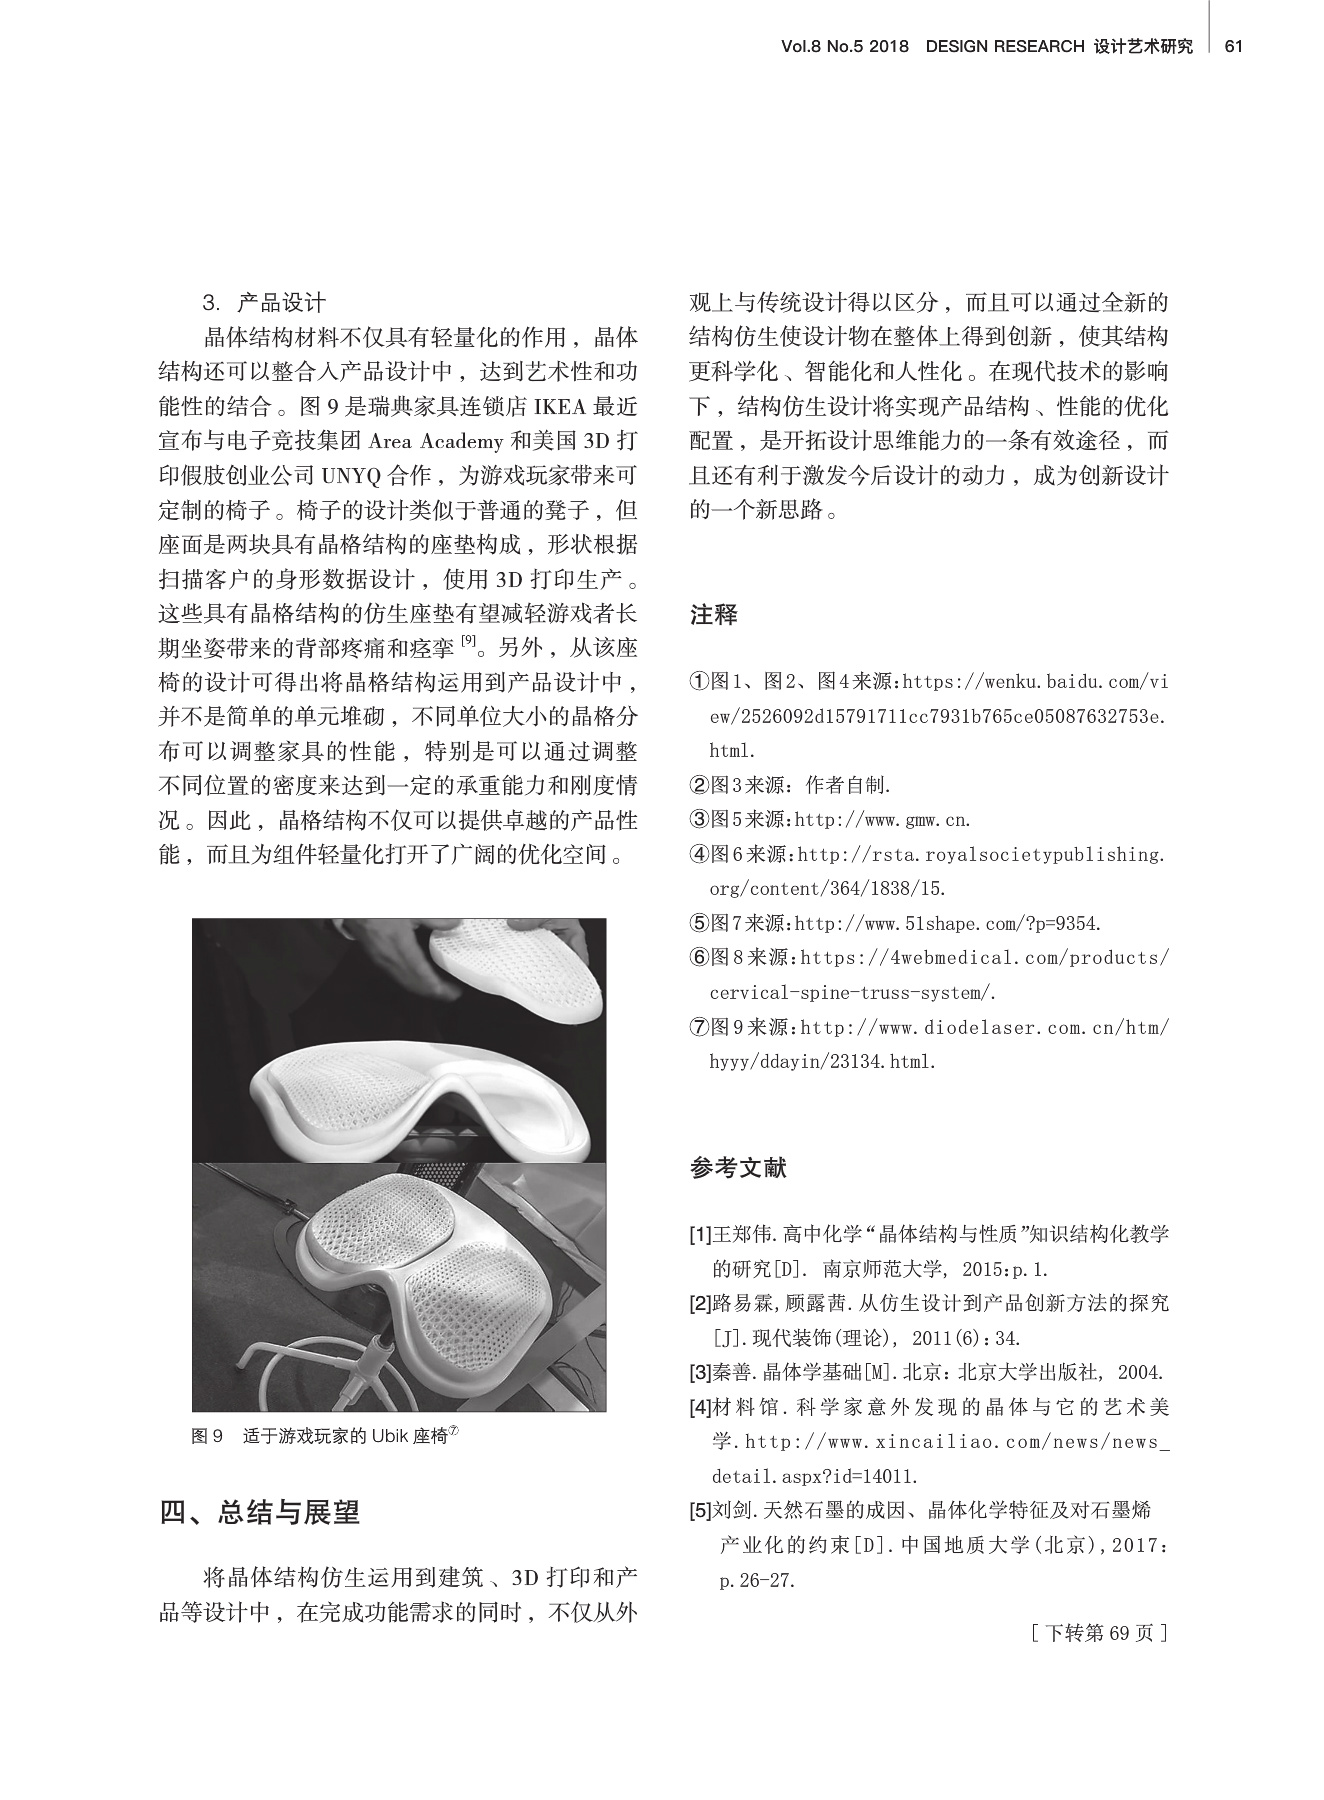 Vol.8 No.5 2018 DESIGN RESEARCH 设计艺术研究 61
3. 产品设计
晶体结构材料不仅具有轻量化的作用，晶体
结构还可以整合入产品设计中，达到艺术性和功
能性的结合。图 9 是瑞典家具连锁店 IKEA 最近
宣布与电子竞技集团 Area Academy 和美国 3D 打
印假肢创业公司 UNYQ 合作，为游戏玩家带来可
定制的椅子。椅子的设计类似于普通的凳子，但
座面是两块具有晶格结构的座垫构成，形状根据
扫描客户的身形数据设计，使用 3D 打印生产。
这些具有晶格结构的仿生座垫有望减轻游戏者长
期坐姿带来的背部疼痛和痉挛[9]。另外，从该座
椅的设计可得出将晶格结构运用到产品设计中，
并不是简单的单元堆砌，不同单位大小的晶格分
布可以调整家具的性能，特别是可以通过调整
不同位置的密度来达到一定的承重能力和刚度情
况。因此，晶格结构不仅可以提供卓越的产品性
能，而且为组件轻量化打开了广阔的优化空间。
图 9 适于游戏玩家的 Ubik 座椅⑦
四、总结与展望
将晶体结构仿生运用到建筑、3D 打印和产
品等设计中，在完成功能需求的同时，不仅从外
观上与传统设计得以区分，而且可以通过全新的
结构仿生使设计物在整体上得到创新，使其结构
更科学化、智能化和人性化。在现代技术的影响
下，结构仿生设计将实现产品结构、性能的优化
配置，是开拓设计思维能力的一条有效途径，而
且还有利于激发今后设计的动力，成为创新设计
的一个新思路。
注释
①图1、图2、图4来源:https://wenku.baidu.com/vi
ew/2526092d15791711cc7931b765ce05087632753e.
html.
②图3来源：作者自制.
③图5来源:http://www.gmw.cn.
④图6来源:http://rsta.royalsocietypublishing.
org/content/364/1838/15.
⑤图7来源:http://www.51shape.com/?p=9354.
⑥图8来源:https://4webmedical.com/products/
cervical-spine-truss-system/.
⑦图9来源:http://www.diodelaser.com.cn/htm/
hyyy/ddayin/23134.html.
参考文献
[1]王郑伟.高中化学“晶体结构与性质”知识结构化教学
的研究[D]. 南京师范大学, 2015:p.1.
[2]路易霖,顾露茜.从仿生设计到产品创新方法的探究
[J].现代装饰(理论), 2011(6):34.
[3]秦善.晶体学基础[M].北京: 北京大学出版社, 2004.
[4]材料馆.科学家意外发现的晶体与它的艺术美
学.http://www.xincailiao.com/news/news_
detail.aspx?id=14011.
[5]刘剑.天然石墨的成因、晶体化学特征及对石墨烯
产业化的约束[D].中国地质大学(北京),2017:
p.26-27.
[ 下转第 69 页 ]